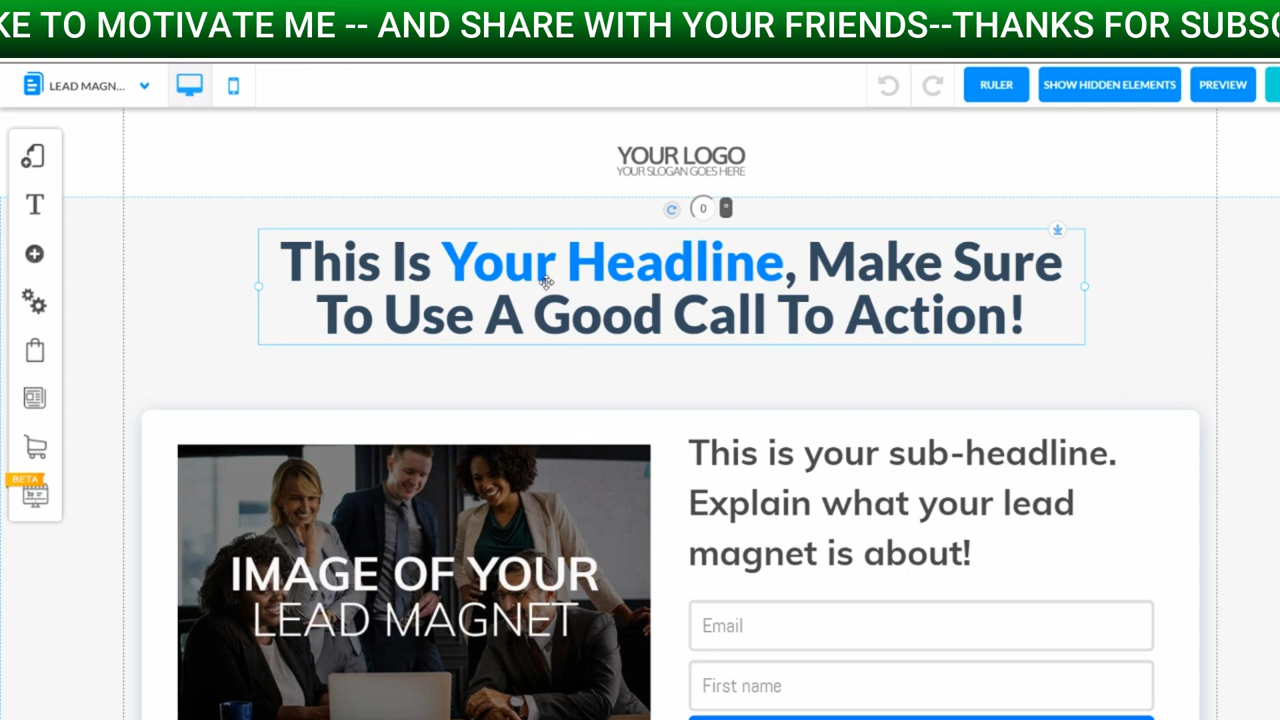 KE TO MOTIVATE ME -- AND SHARE WITH YOUR FRIENDS--THANKS FOR SUBSC
LEAD MAGN...
RULER
SHOW HIDDEN ELEMENTS
PREVIEW
YOUR LOGO
YOUR SLOGAN GOES HERE
0
This Is Your Headline, Make Sure
To Use A Good Call To Action!
T
BETA
This is your sub-headline.
Explain what your lead
magnet is about!
IMAGE OF YOUR
LEAD MAGNET
Email
First name